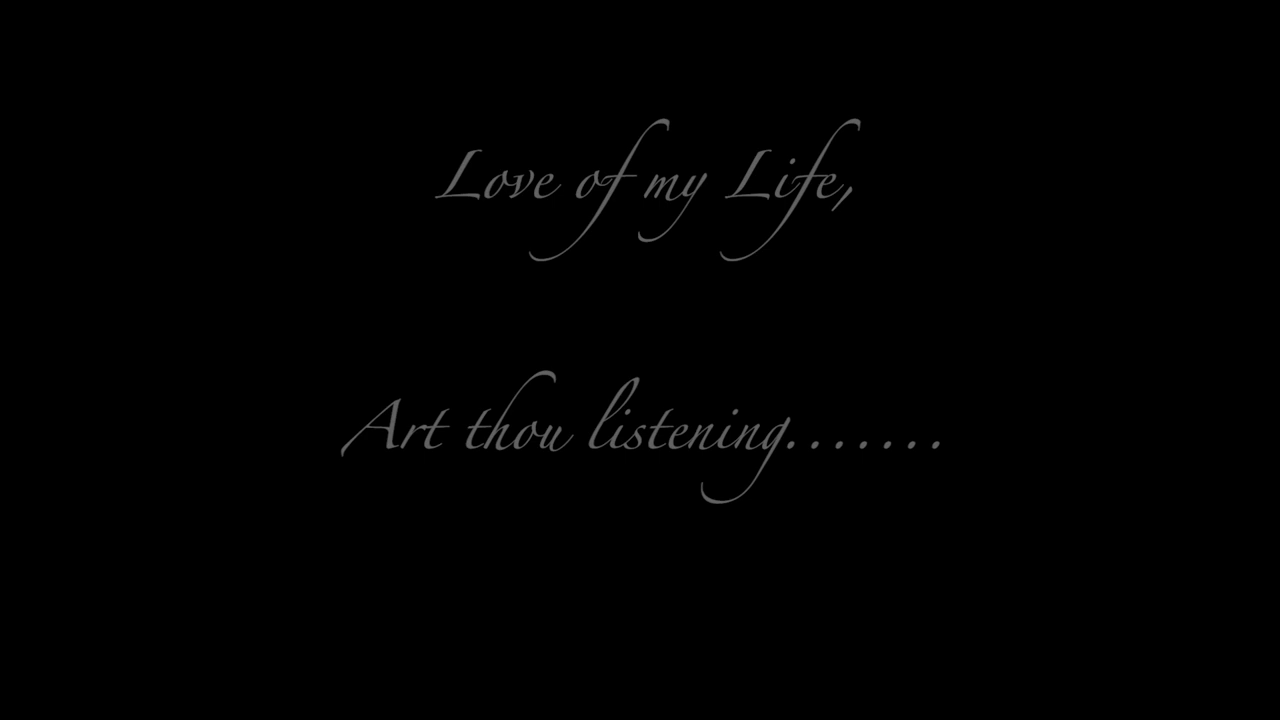 Love of my Life,
Art thou listening.......